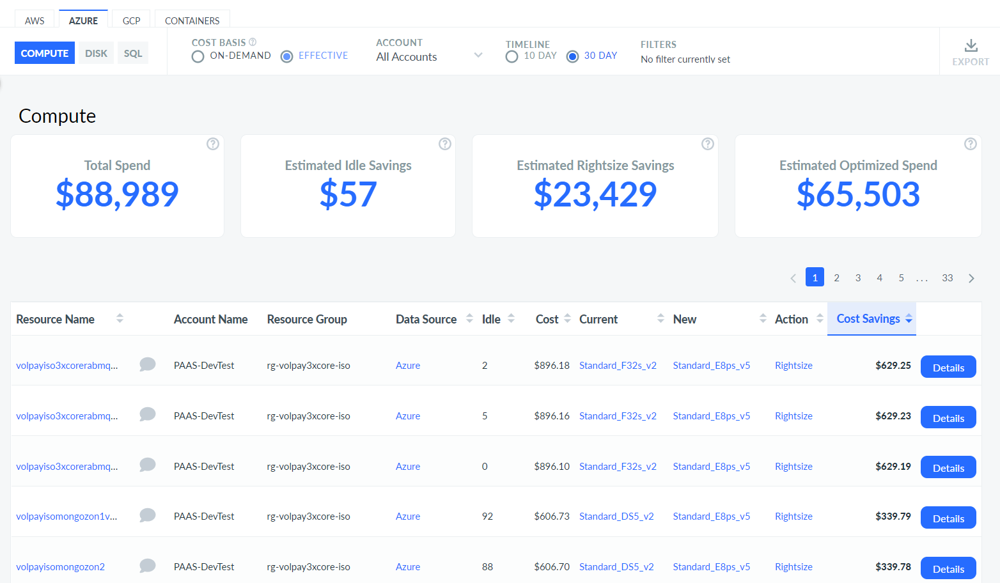 AWS AZURE GCP CONTAINERS
COMPUTE DISK SQL
COST BASIS
ON-DEMAND EFFECTIVE
ACCOUNT
All Accounts
TIMELINE
10 DAY 30 DAY
FILTERS
No filter currently set
EXPORT
Compute
Total Spend
$88,989
Estimated Idle Savings
$57
Estimated Rightsize Savings
$23,429
Estimated Optimized Spend
$65,503
1 2 3 4 5 ... 33
Resource Name Account Name Resource Group Data Source Idle Cost Current New Action Cost Savings
volpayiso3xcorerabmq... PAAS-DevTest rg-volpay3xcore-iso Azure 2 $896.18 Standard_F32s_v2 Standard_E8ps_v5 Rightsize $629.25 Details
volpayiso3xcorerabmq... PAAS-DevTest rg-volpay3xcore-iso Azure 5 $896.16 Standard_F32s_v2 Standard_E8ps_v5 Rightsize $629.23 Details
volpayiso3xcorerabmq... PAAS-DevTest rg-volpay3xcore-iso Azure 0 $896.10 Standard_F32s_v2 Standard_E8ps_v5 Rightsize $629.19 Details
volpayisomongozon1v... PAAS-DevTest rg-volpay3xcore-iso Azure 92 $606.73 Standard_DS5_v2 Standard_E8ps_v5 Rightsize $339.79 Details
volpayisomongozon2 PAAS-DevTest rg-volpay3xcore-iso Azure 88 $606.70 Standard_DS5_v2 Standard_E8ps_v5 Rightsize $339.78 Details